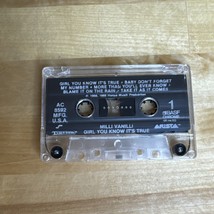 GIRL YOU KNOW IT'S TRUE • BABY DON'T FORGET
MY NUMBER • MORE THAN YOU'LL EVER KNOW
BLAME IT ON THE RAIN • TAKE IT AS IT COMES
AC
8592
MFG.
U.S.A.
1
MILLI VANILLI
GIRL YOU KNOW IT'S TRUE
ARISTA